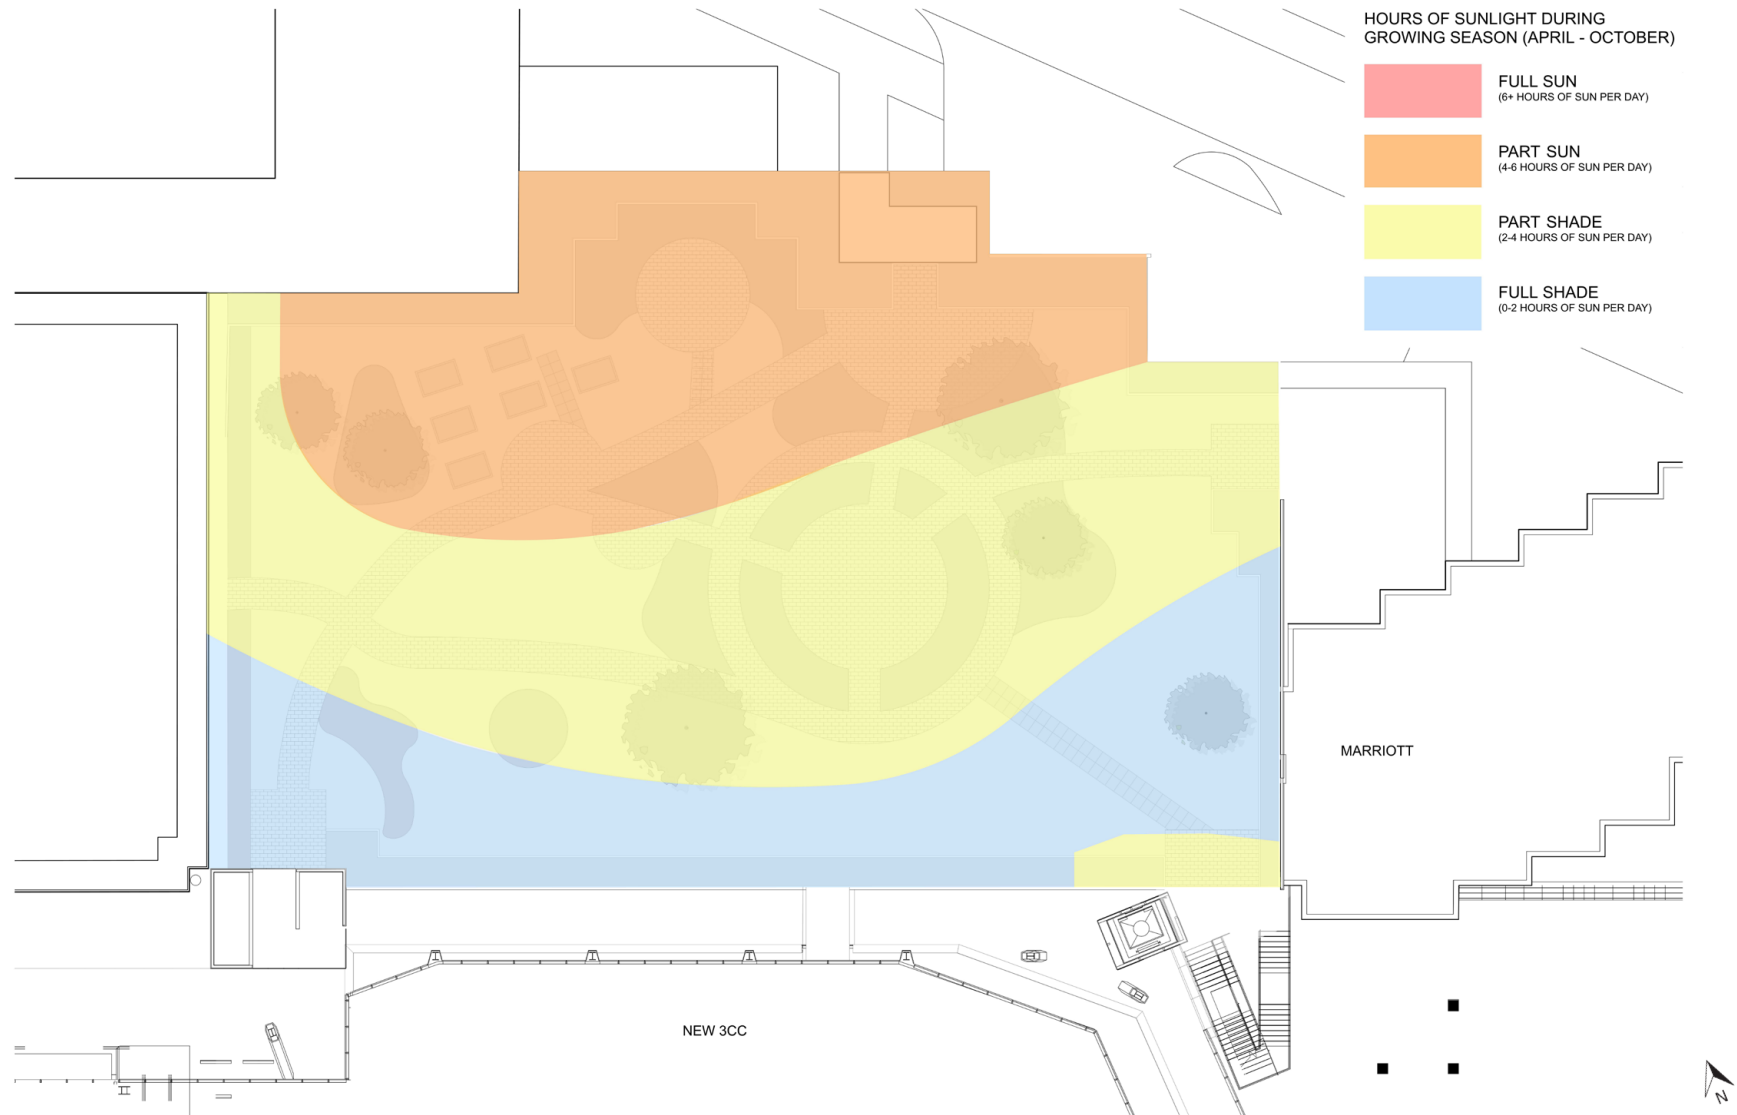 HOURS OF SUNLIGHT DURING
GROWING SEASON (APRIL - OCTOBER)
FULL SUN
(6+ HOURS OF SUN PER DAY)
PART SUN
(4-6 HOURS OF SUN PER DAY)
PART SHADE
(2-4 HOURS OF SUN PER DAY)
FULL SHADE
(0-2 HOURS OF SUN PER DAY)
MARRIOTT
NEW 3CC
N